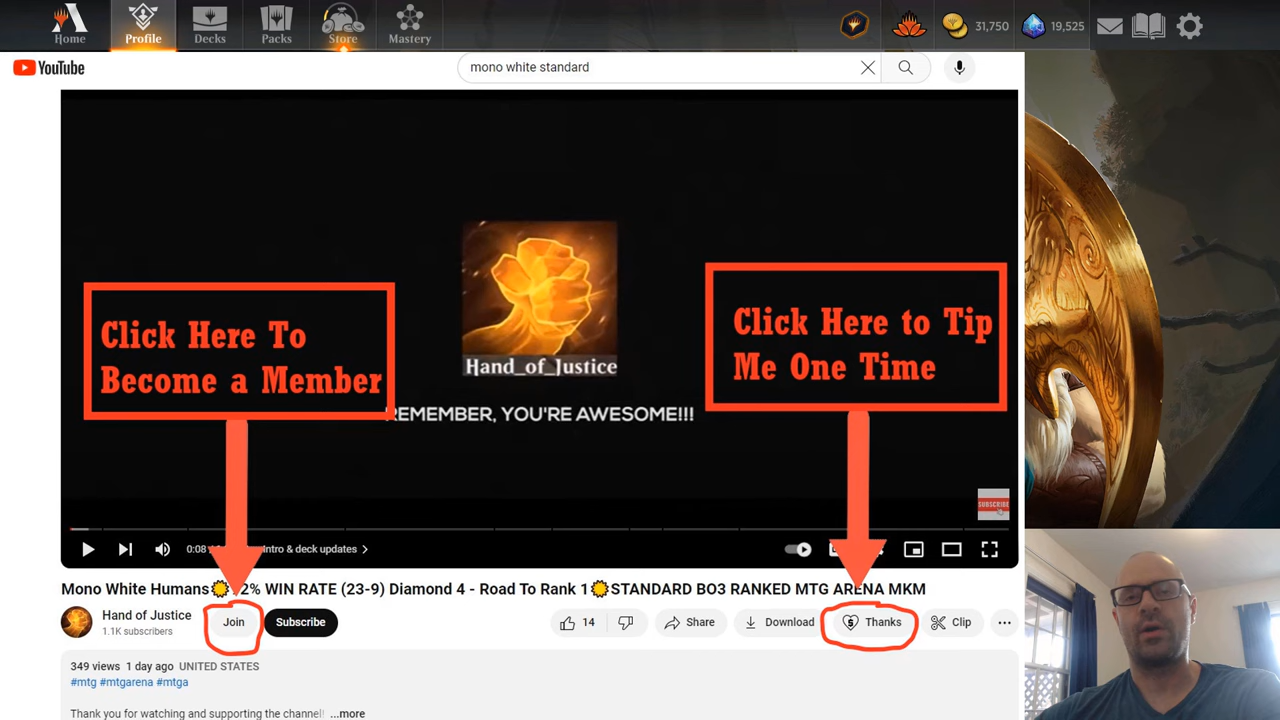 Home
Profile
Decks
Packs
Store
Mastery
31,750
19,525
YouTube
mono white standard
Hand_of_Justice
Click Here To
Become a Member
Click Here to Tip
Me One Time
REMEMBER, YOU'RE AWESOME!!!
SUBSCRIBE
0:08
Intro & deck updates
Mono White Humans 2% WIN RATE (23-9) Diamond 4 - Road To Rank 1 STANDARD BO3 RANKED MTG ARENA MKM
Hand of Justice
1.1K subscribers
Join
Subscribe
14
Share
Download
Thanks
Clip
349 views 1 day ago UNITED STATES
#mtg #mtgarena #mtga
Thank you for watching and supporting the channel! ...more